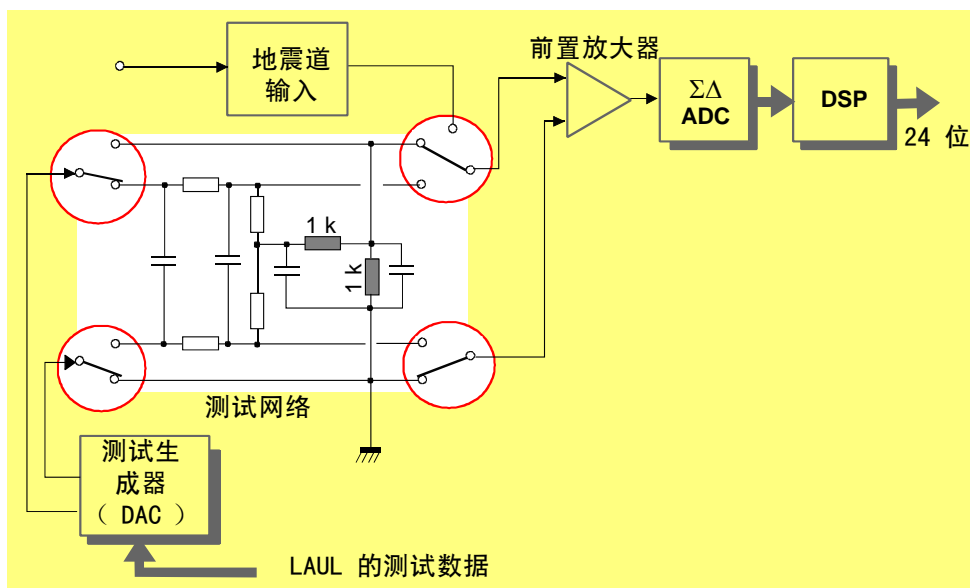 地震道
输入
前置放大器
ΣΔ
ADC
DSP
24 位
1 k
1 k
测试网络
测试生
成器
( DAC )
LAUL 的测试数据